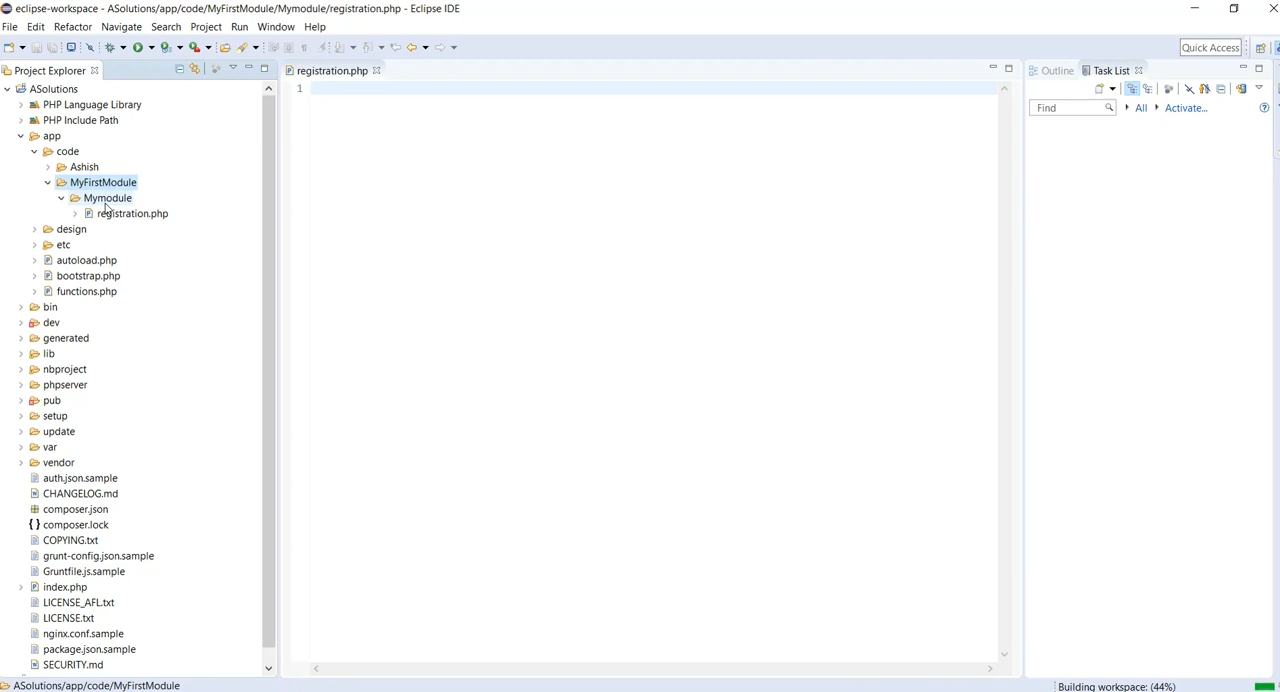 eclipse-workspace - ASolutions/app/code/MyFirstModule/Mymodule/registration.php - Eclipse IDE
File Edit Refactor Navigate Search Project Run Window Help
Quick Access
Project Explorer
registration.php
Outline
Task List
ASolutions
1
PHP Language Library
Find
All
Activate...
PHP Include Path
app
code
Ashish
MyFirstModule
Mymodule
registration.php
design
etc
autoload.php
bootstrap.php
functions.php
bin
dev
generated
lib
nbproject
phpserver
pub
setup
update
var
vendor
auth.json.sample
CHANGELOG.md
composer.json
composer.lock
COPYING.txt
grunt-config.json.sample
Gruntfile.js.sample
index.php
LICENSE_AFL.txt
LICENSE.txt
nginx.conf.sample
package.json.sample
SECURITY.md
ASolutions/app/code/MyFirstModule
Building workspace: (44%)